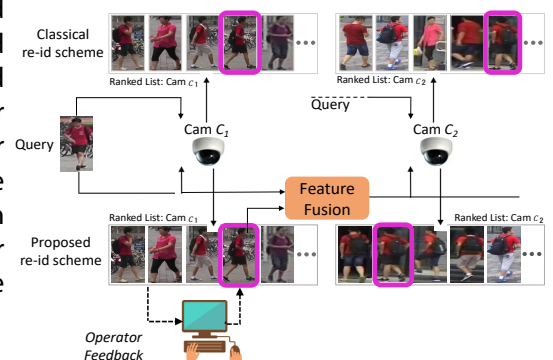 Classical
re-id scheme
Ranked List: Cam C1
Ranked List: Cam C2
Query
Query
Cam C1
Cam C2
Feature
Fusion
Ranked List: Cam C1
Ranked List: Cam C2
Proposed
re-id scheme
Operator
Feedback